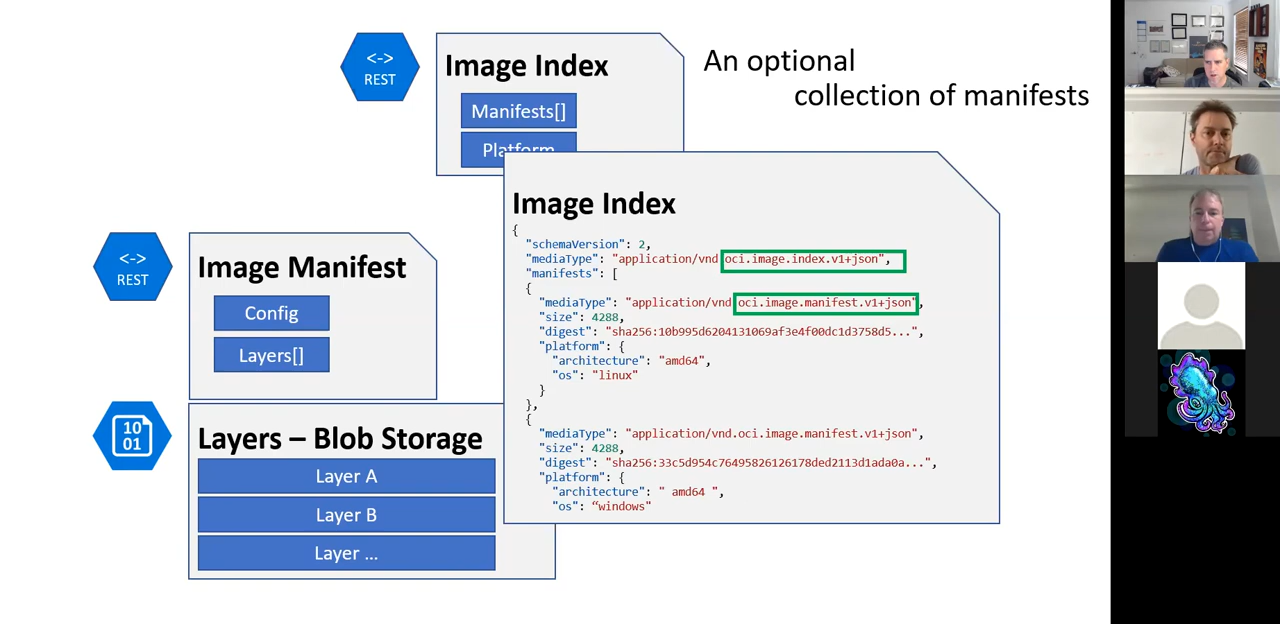 <-> REST
Image Index
Manifests[]
Platform
An optional
collection of manifests
Image Index
{
"schemaVersion": 2,
"mediaType": "application/vnd.oci.image.index.v1+json",
"manifests": [
{
"mediaType": "application/vnd.oci.image.manifest.v1+json",
"size": 4288,
"digest": "sha256:10b995d6204131069af3e4f00dc1d3758d5...",
"platform": {
"architecture": "amd64",
"os": "linux"
}
},
{
"mediaType": "application/vnd.oci.image.manifest.v1+json",
"size": 4288,
"digest": "sha256:33c5d954c76495826126178ded2113d1ada0a...",
"platform": {
"architecture": " amd64 ",
"os": “windows"
<-> REST
Image Manifest
Config
Layers[]
10
01
Layers – Blob Storage
Layer A
Layer B
Layer ...